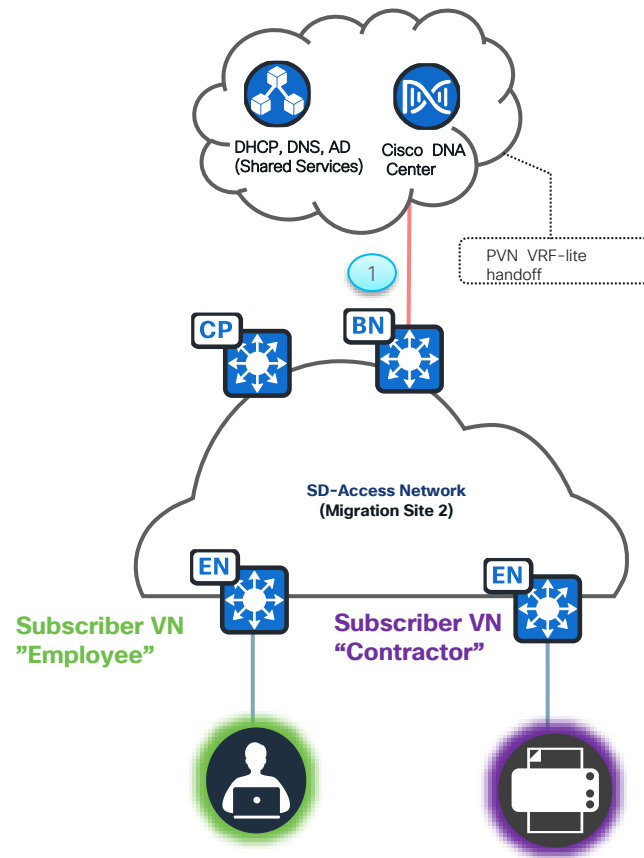 DHCP, DNS, AD
(Shared Services)
Cisco DNA
Center
PVN VRF-lite
handoff
1
CP
BN
SD-Access Network
(Migration Site 2)
EN
EN
Subscriber VN
”Employee”
Subscriber VN
“Contractor”